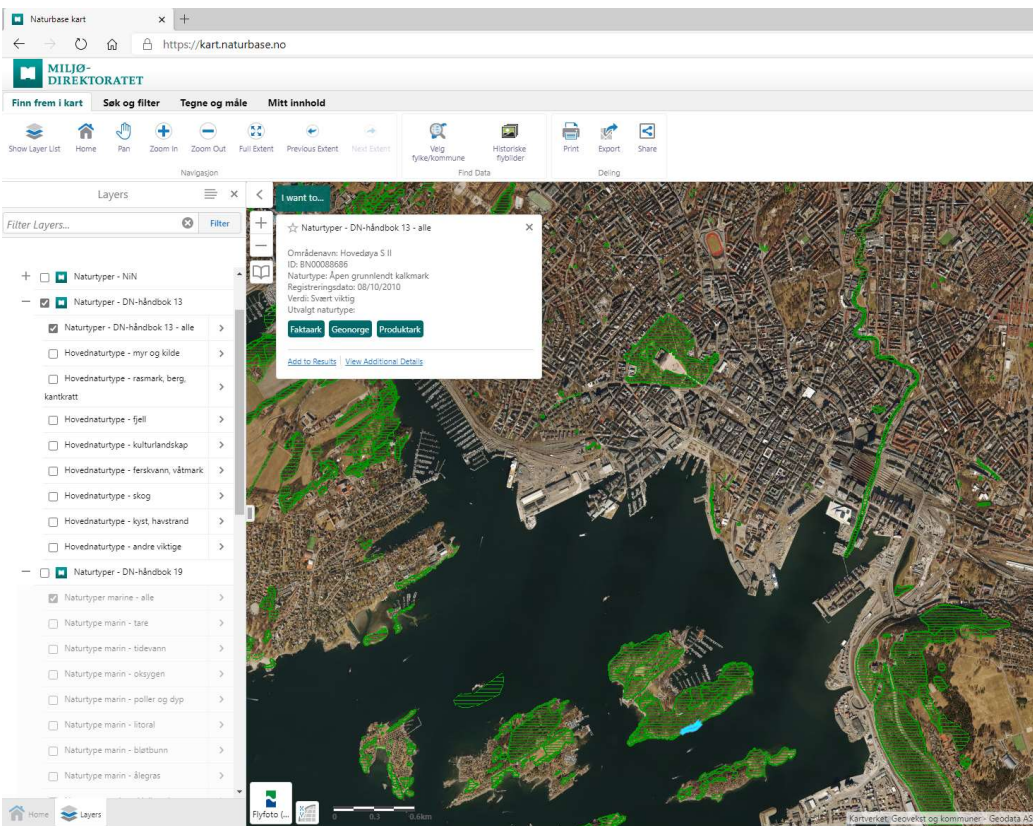 Naturbase kart
https://kart.naturbase.no
MILJØ-
DIREKTORATET
Finn frem i kart Søk og filter Tegne og måle Mitt innhold
Show Layer List Home Pan Zoom In Zoom Out Full Extent Previous Extent Next Extent Velg fylke/kommune Historiske flybilder Print Export Share
Navigasjon Find Data Deling
Layers
I want to...
Filter Layers... Filter
Naturtyper - DN-håndbok 13 - alle
Områdenavn: Hovedøya S II
ID: BN00088686
Naturtype: Åpen grunnlendt kalkmark
Registreringsdato: 08/10/2010
Verdi: Svært viktig
Utvalgt naturtype:
Faktaark Geonorge Produktark
Add to Results View Additional Details
Naturtyper - NiN
Naturtyper - DN-håndbok 13
Naturtyper - DN-håndbok 13 - alle
Hovednaturtype - myr og kilde
Hovednaturtype - rasmark, berg,
kantkratt
Hovednaturtype - fjell
Hovednaturtype - kulturlandskap
Hovednaturtype - ferskvann, våtmark
Hovednaturtype - skog
Hovednaturtype - kyst, havstrand
Hovednaturtype - andre viktige
Naturtyper - DN-håndbok 19
Naturtyper marine - alle
Naturtype marin - tare
Naturtype marin - tidevann
Naturtype marin - oksygen
Naturtype marin - poller og dyp
Naturtype marin - litoral
Naturtype marin - bløtbunn
Naturtype marin - ålegras
Home Layers
Flyfoto (...
0 0.3 0.6km
Kartverket, Geovekst og kommuner - Geodata AS